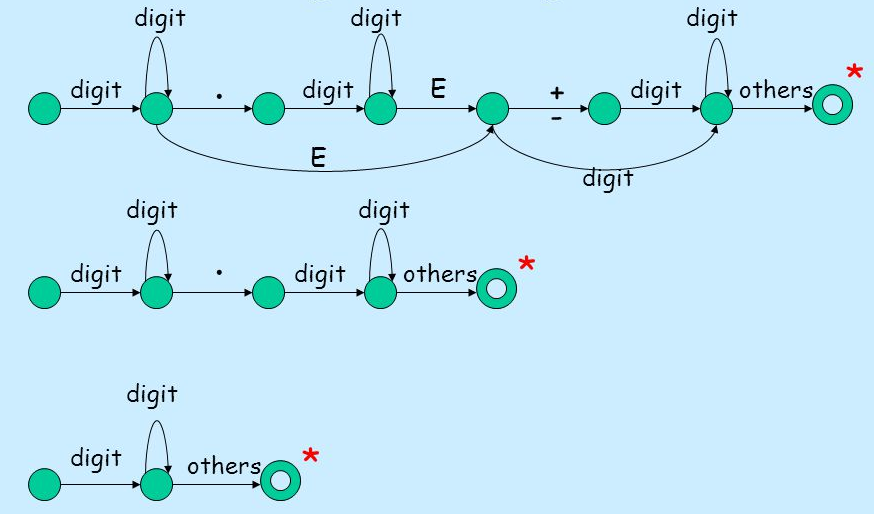 digit digit digit
digit . digit E + - digit others *
E
digit
digit digit
digit . digit others *
digit
digit others *